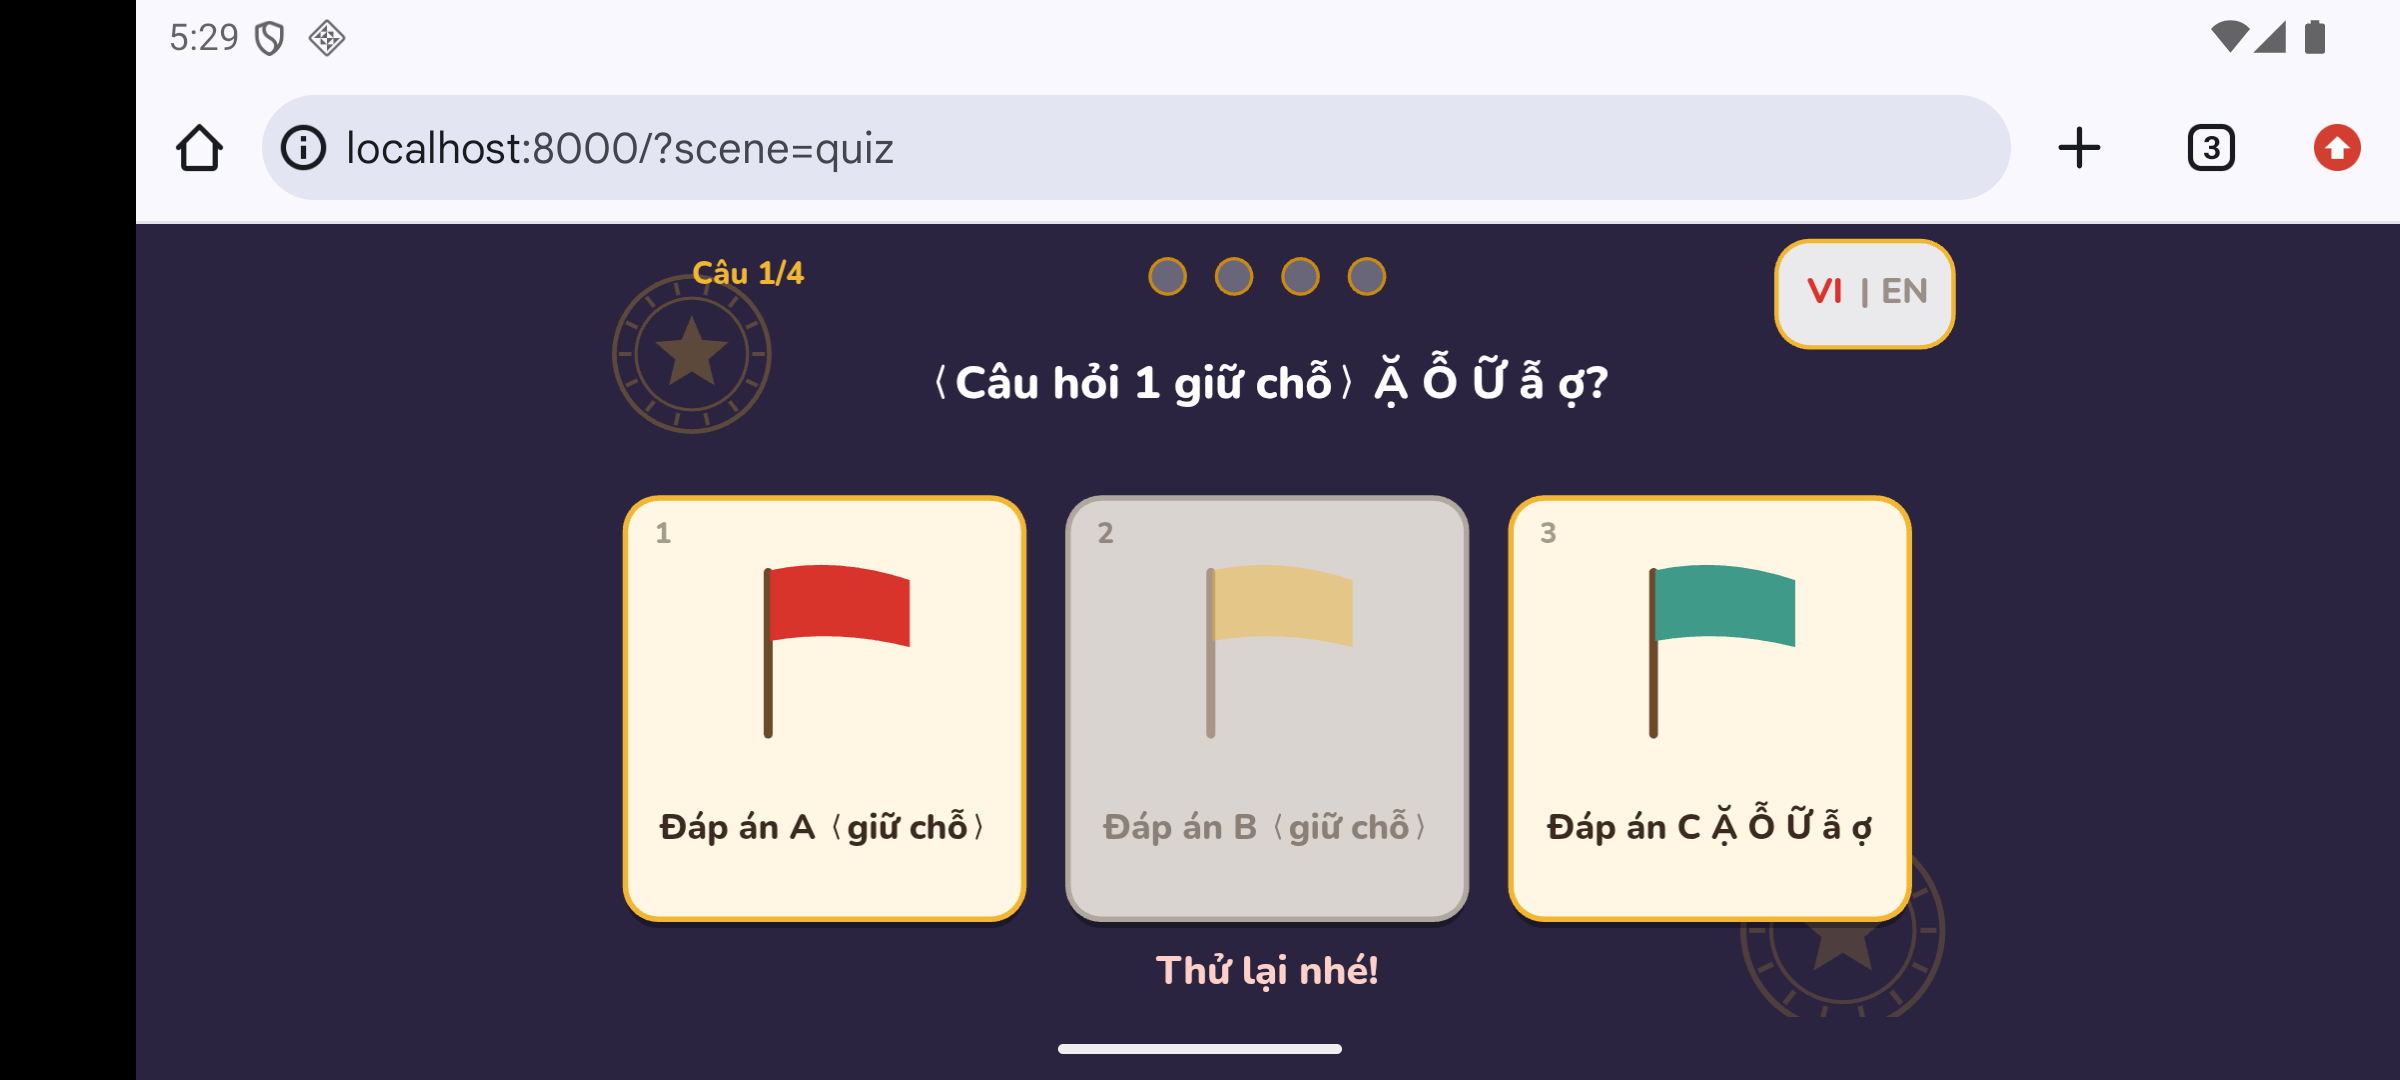 5:29
localhost:8000/?scene=quiz
3
Câu 1/4
VI | EN
⟨Câu hỏi 1 giữ chỗ⟩ Ặ Ỗ Ữ ẫ ợ?
1
2
3
Đáp án A ⟨giữ chỗ⟩
Đáp án B ⟨giữ chỗ⟩
Đáp án C Ặ Ỗ Ữ ẫ ợ
Thử lại nhé!